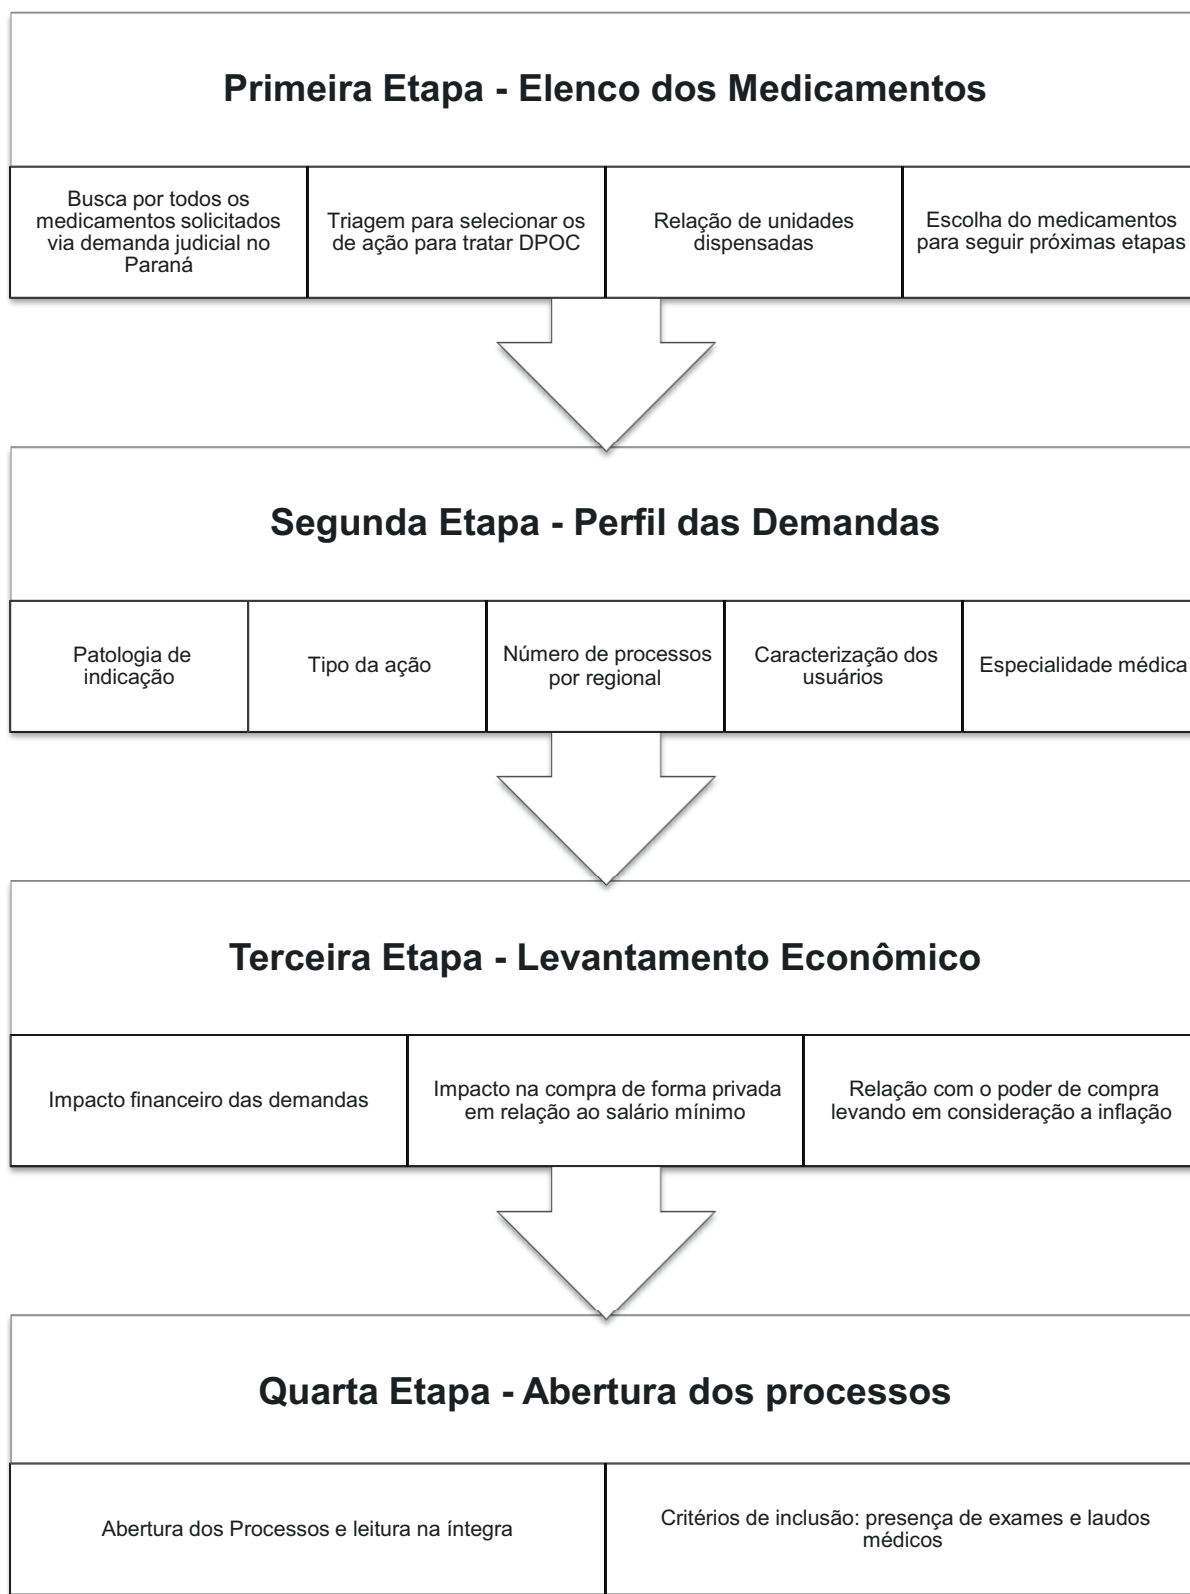 Primeira Etapa - Elenco dos Medicamentos
Busca por todos os
medicamentos solicitados
via demanda judicial no
Paraná
Triagem para selecionar os
de ação para tratar DPOC
Relação de unidades
dispensadas
Escolha do medicamentos
para seguir próximas etapas
Segunda Etapa - Perfil das Demandas
Patologia de
indicação
Tipo da ação
Número de processos
por regional
Caracterização dos
usuários
Especialidade médica
Terceira Etapa - Levantamento Econômico
Impacto financeiro das demandas
Impacto na compra de forma privada
em relação ao salário mínimo
Relação com o poder de compra
levando em consideração a inflação
Quarta Etapa - Abertura dos processos
Abertura dos Processos e leitura na íntegra
Critérios de inclusão: presença de exames e laudos
médicos